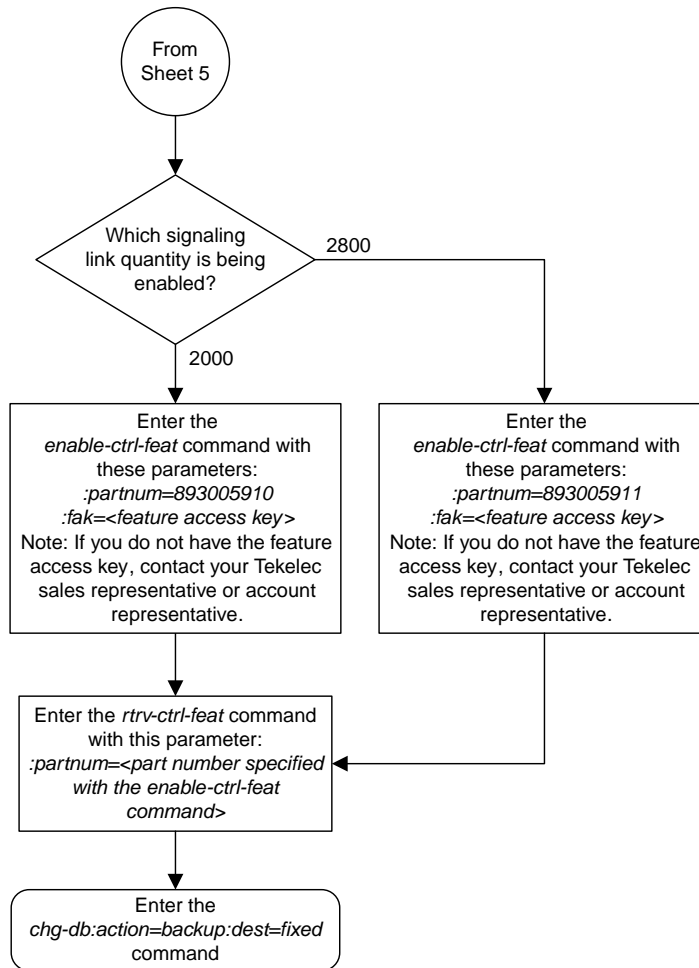 From
Sheet 5
Which signaling
link quantity is being
enabled?
2800
2000
Enter the
enable-ctrl-feat command with
these parameters:
:partnum=893005910
:fak=<feature access key>
Note: If you do not have the feature
access key, contact your Tekelec
sales representative or account
representative.
Enter the
enable-ctrl-feat command with
these parameters:
:partnum=893005911
:fak=<feature access key>
Note: If you do not have the feature
access key, contact your Tekelec
sales representative or account
representative.
Enter the rtrv-ctrl-feat command
with this parameter:
:partnum=<part number specified
with the enable-ctrl-feat
command>
Enter the
chg-db:action=backup:dest=fixed
command